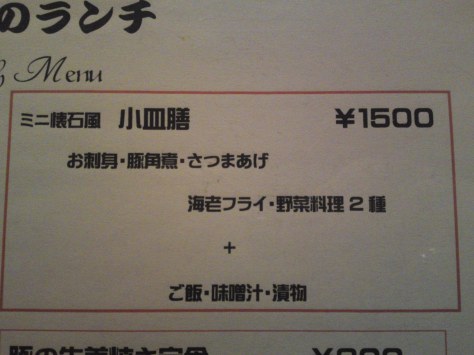 のランチ
Menu
ミニ懐石風 小皿膳 ¥1500
お刺身・豚角煮・さつまあげ
海老フライ・野菜料理2種
+
ご飯・味噌汁・漬物